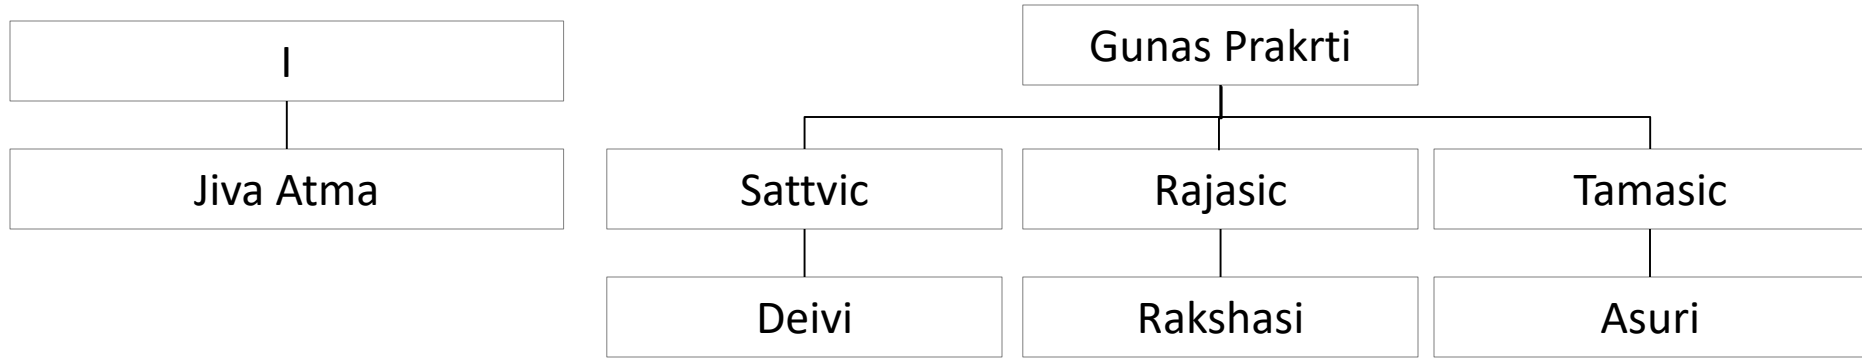 I
Jiva Atma
Gunas Prakrti
Sattvic
Rajasic
Tamasic
Deivi
Rakshasi
Asuri